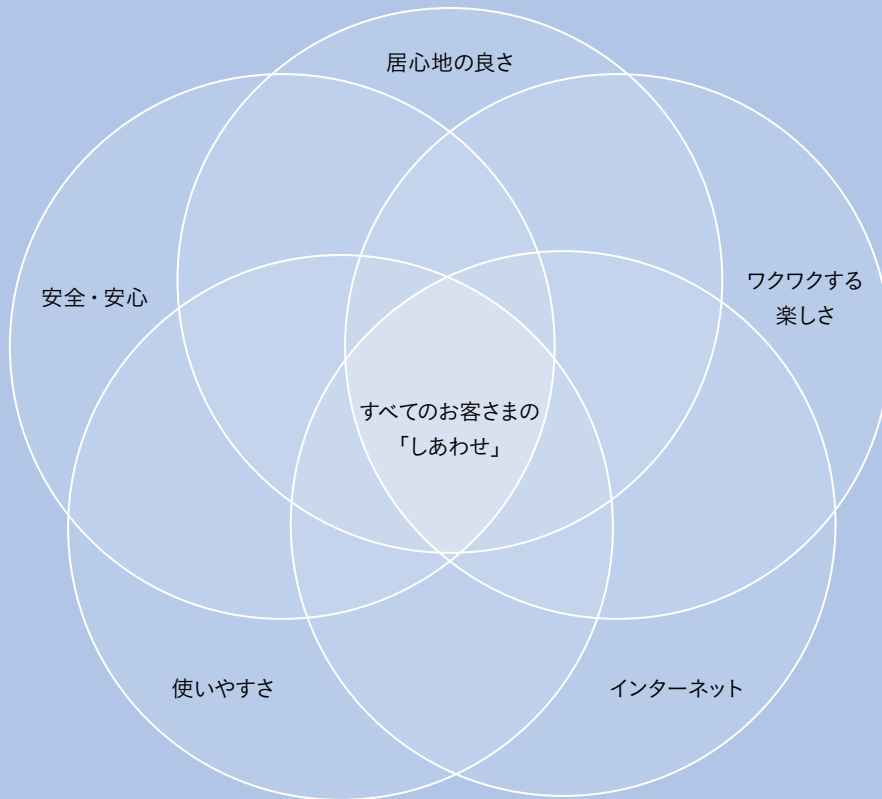 居心地の良さ
安全・安心
ワクワクする
楽しさ
すべてのお客さまの
「しあわせ」
使いやすさ
インターネット